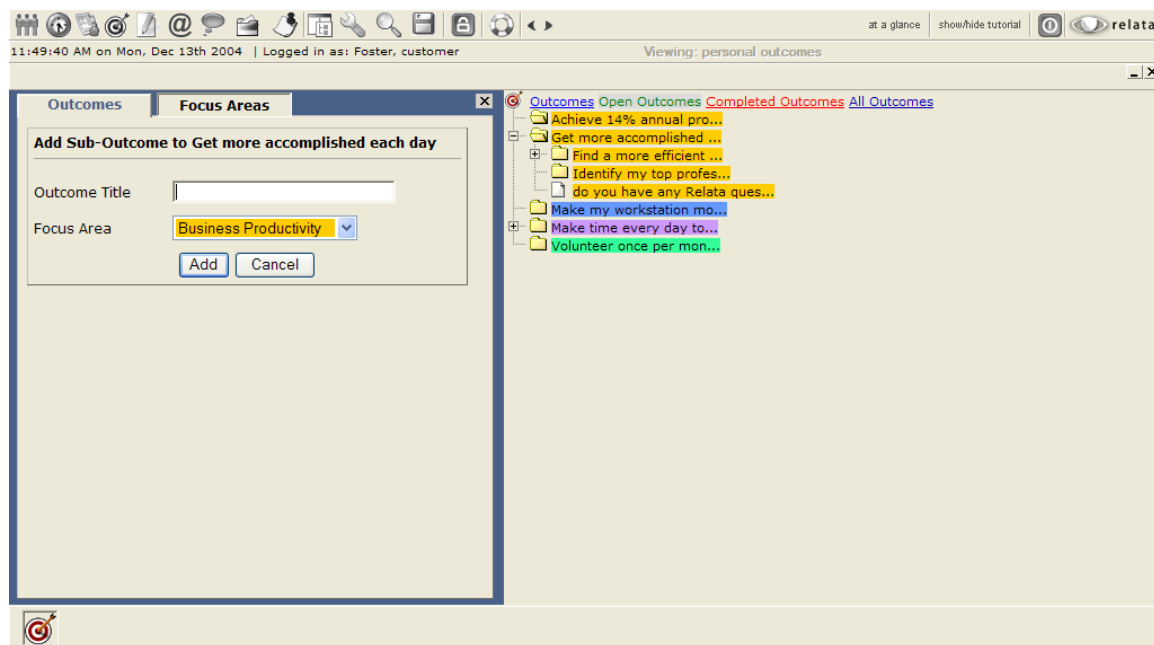 at a glance show/hide tutorial relata
11:49:40 AM on Mon, Dec 13th 2004 | Logged in as: Foster, customer Viewing: personal outcomes
Outcomes Focus Areas
Add Sub-Outcome to Get more accomplished each day
Outcome Title
Focus Area Business Productivity
Add Cancel
Outcomes Open Outcomes Completed Outcomes All Outcomes
Achieve 14% annual pro...
Get more accomplished ...
Find a more efficient ...
Identify my top profes...
do you have any Relata ques...
Make my workstation mo...
Make time every day to...
Volunteer once per mon...